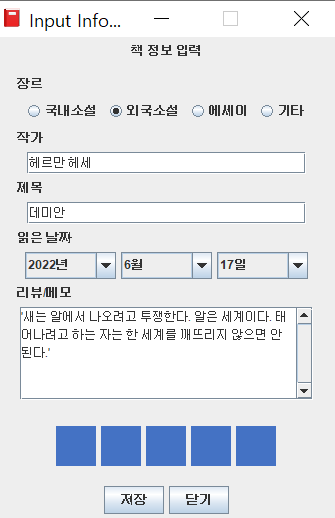 Input Info...
책 정보 입력
장르
국내소설 외국소설 에세이 기타
작가
헤르만 헤세
제목
데미안
읽은 날짜
2022년 6월 17일
리뷰/메모
'새는 알에서 나오려고 투쟁한다. 알은 세계이다. 태
어나려고 하는 자는 한 세계를 깨뜨리지 않으면 안
된다.'
저장 닫기